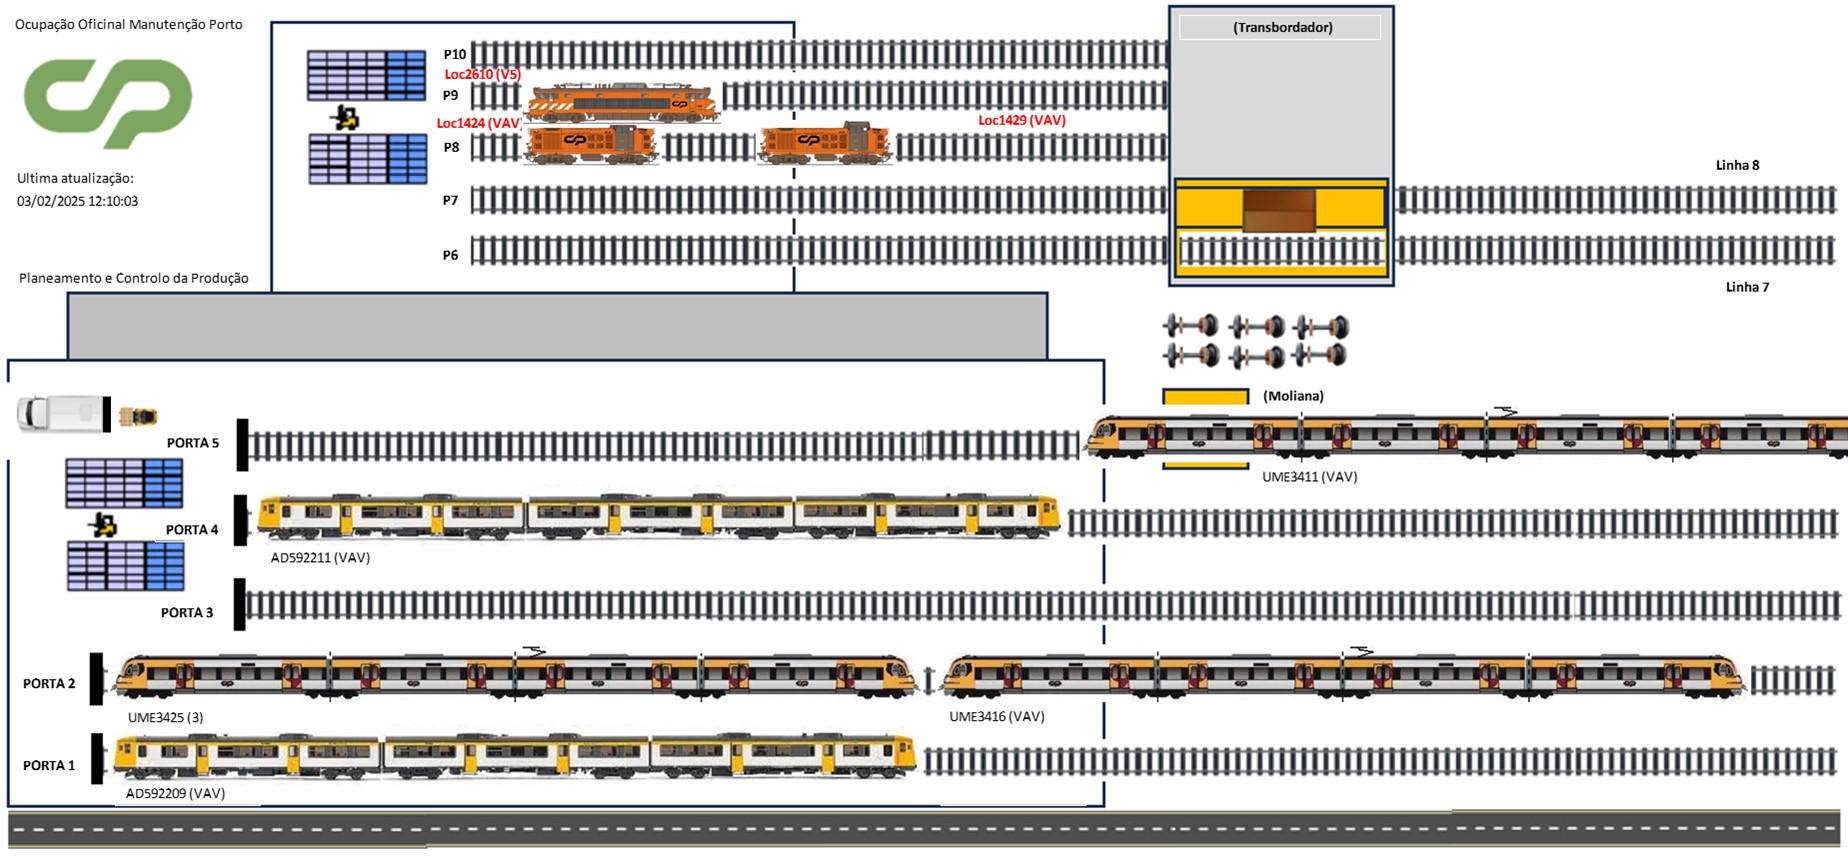 Ocupação Oficinal Manutenção Porto
(Transbordador)
P10
Loc2610 (V5)
P9
Loc1424 (VAV)
Loc1429 (VAV)
P8
Linha 8
Ultima atualização:
03/02/2025 12:10:03
P7
P6
Planeamento e Controlo da Produção
Linha 7
(Moliana)
PORTA 5
UME3411 (VAV)
PORTA 4
AD592211 (VAV)
PORTA 3
PORTA 2
UME3425 (3)
UME3416 (VAV)
PORTA 1
AD592209 (VAV)